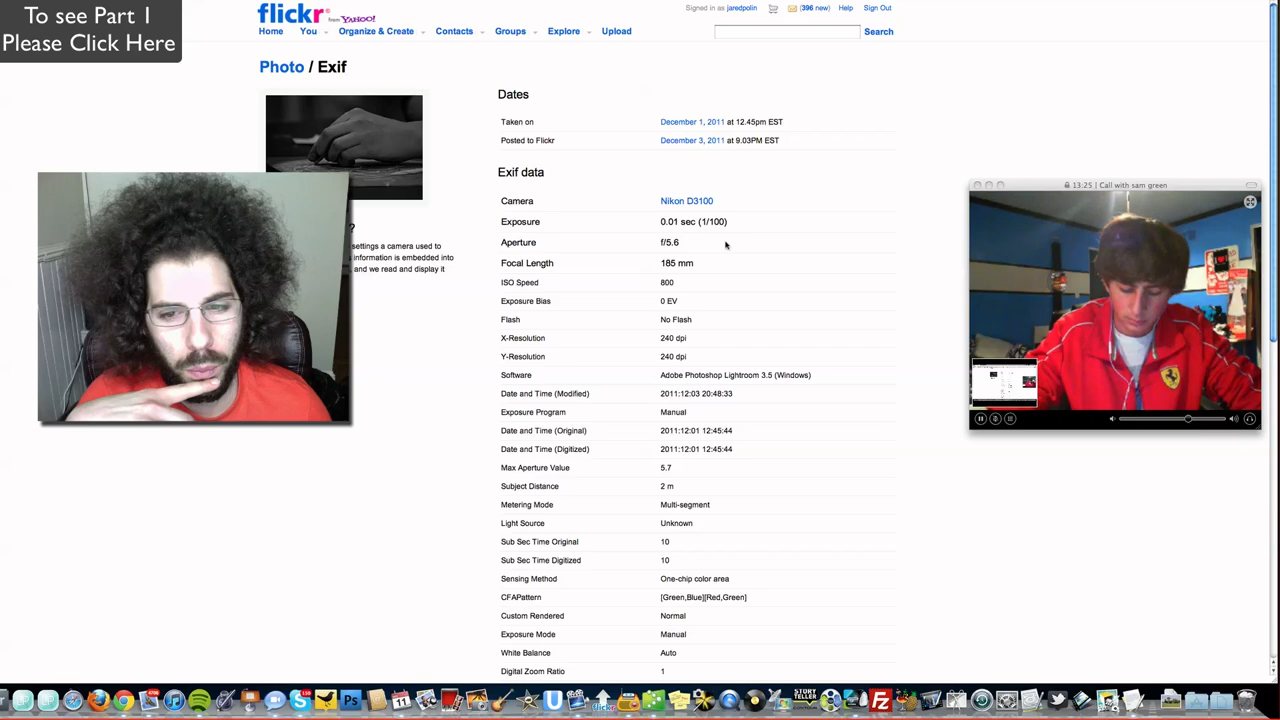 To see Part 1
Please Click Here
flickr from YAHOO!
Signed in as jaredpolin (396 new) Help Sign Out
Home You Organize & Create Contacts Groups Explore Upload
Search
Photo / Exif
Dates
Taken on December 1, 2011 at 12.45pm EST
Posted to Flickr December 3, 2011 at 9.03PM EST
Exif data
Camera Nikon D3100
Exposure 0.01 sec (1/100)
Aperture f/5.6
Focal Length 185 mm
ISO Speed 800
Exposure Bias 0 EV
Flash No Flash
X-Resolution 240 dpi
Y-Resolution 240 dpi
Software Adobe Photoshop Lightroom 3.5 (Windows)
Date and Time (Modified) 2011:12:03 20:48:33
Exposure Program Manual
Date and Time (Original) 2011:12:01 12:45:44
Date and Time (Digitized) 2011:12:01 12:45:44
Max Aperture Value 5.7
Subject Distance 2 m
Metering Mode Multi-segment
Light Source Unknown
Sub Sec Time Original 10
Sub Sec Time Digitized 10
Sensing Method One-chip color area
CFAPattern [Green,Blue][Red,Green]
Custom Rendered Normal
Exposure Mode Manual
White Balance Auto
Digital Zoom Ratio 1
?
settings a camera used to
information is embedded into
and we read and display it
13:25 | Call with sam green
STORY
TELLER
flickr